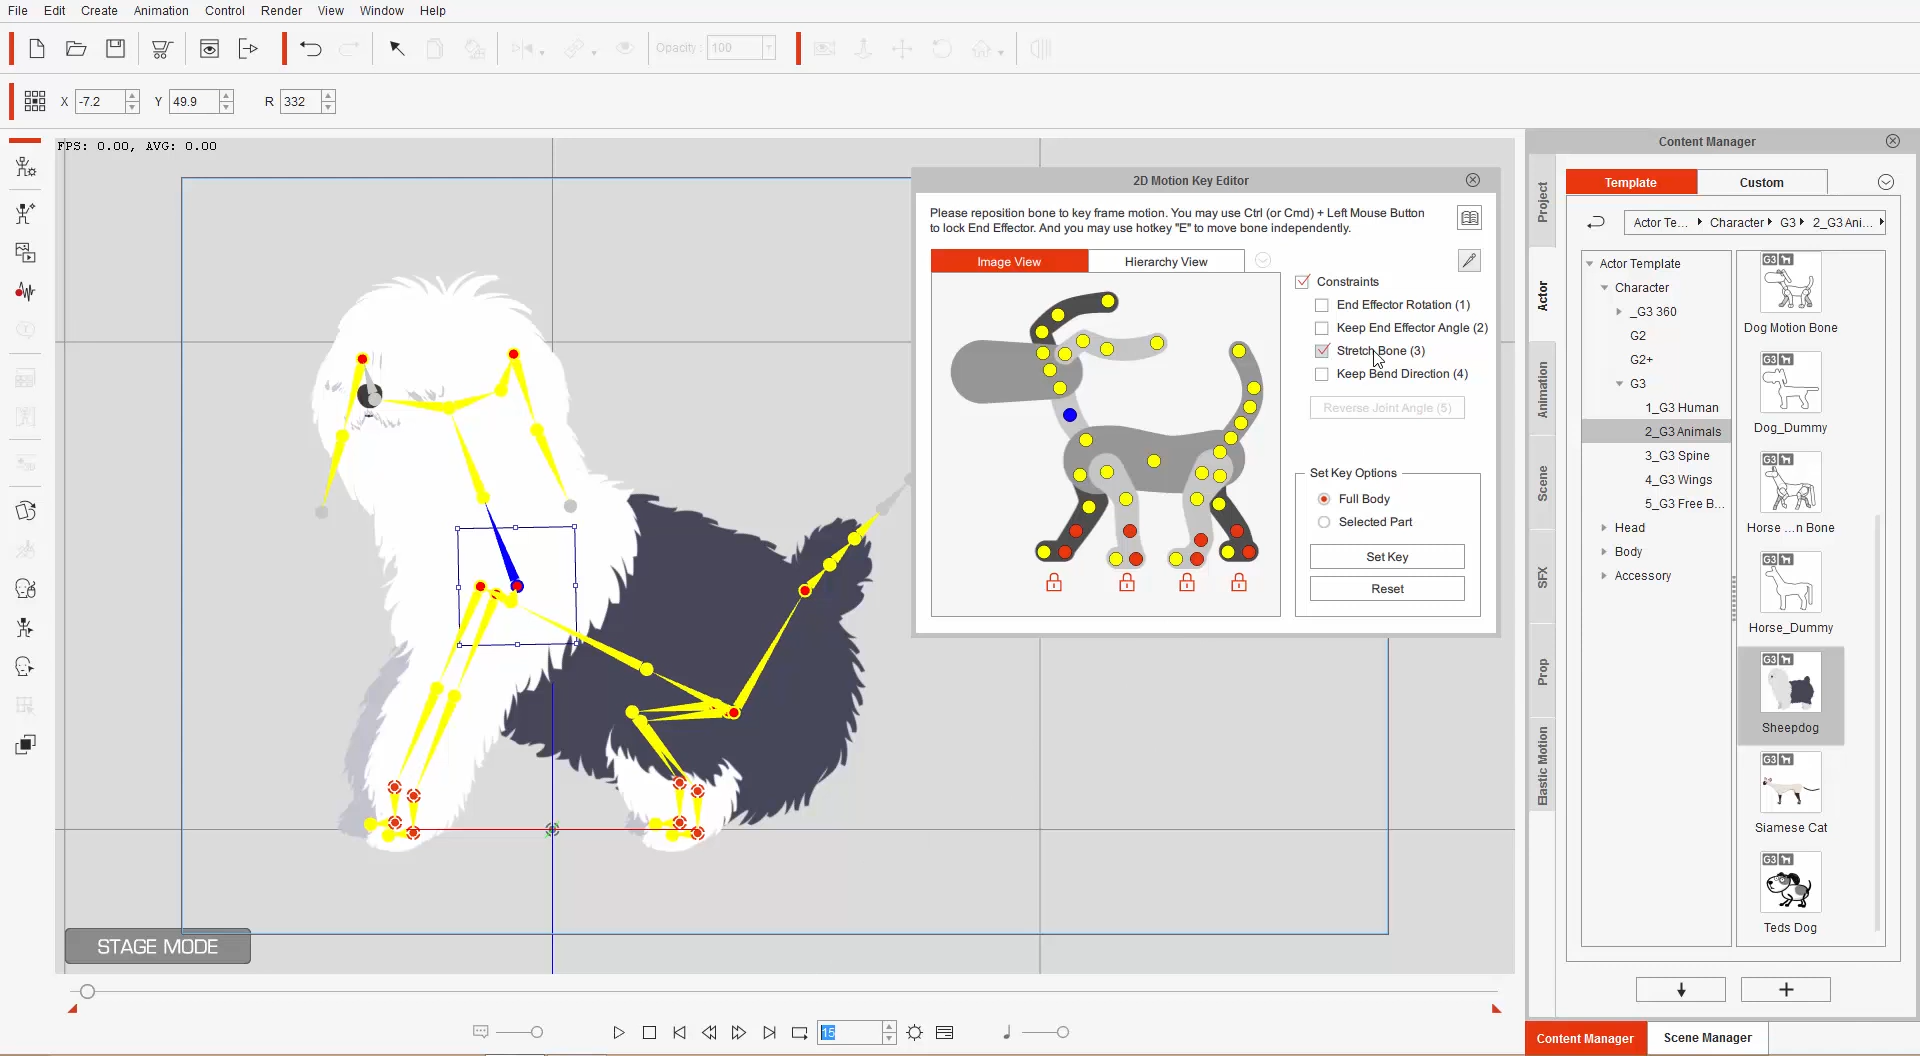 File Edit Create Animation Control Render View Window Help
Opacity : 100
X -7.2 Y 49.9 R 332
FPS: 0.00, AVG: 0.00
STAGE MODE
2D Motion Key Editor
Please reposition bone to key frame motion. You may use Ctrl (or Cmd) + Left Mouse Button
to lock End Effector. And you may use hotkey "E" to move bone independently.
Image View
Hierarchy View
Constraints
End Effector Rotation (1)
Keep End Effector Angle (2)
Stretch Bone (3)
Keep Bend Direction (4)
Reverse Joint Angle (5)
Set Key Options
Full Body
Selected Part
Set Key
Reset
15
Content Manager
Project
Actor
Animation
Scene
SFX
Prop
Elastic Motion
Template
Custom
Actor Te... Character G3 2_G3 Ani...
Actor Template
Character
_G3 360
G2
G2+
G3
1_G3 Human
2_G3 Animals
3_G3 Spine
4_G3 Wings
5_G3 Free B...
Head
Body
Accessory
G3
Dog Motion Bone
G3
Dog_Dummy
G3
Horse ...n Bone
G3
Horse_Dummy
G3
Sheepdog
G3
Siamese Cat
G3
Teds Dog
Content Manager
Scene Manager